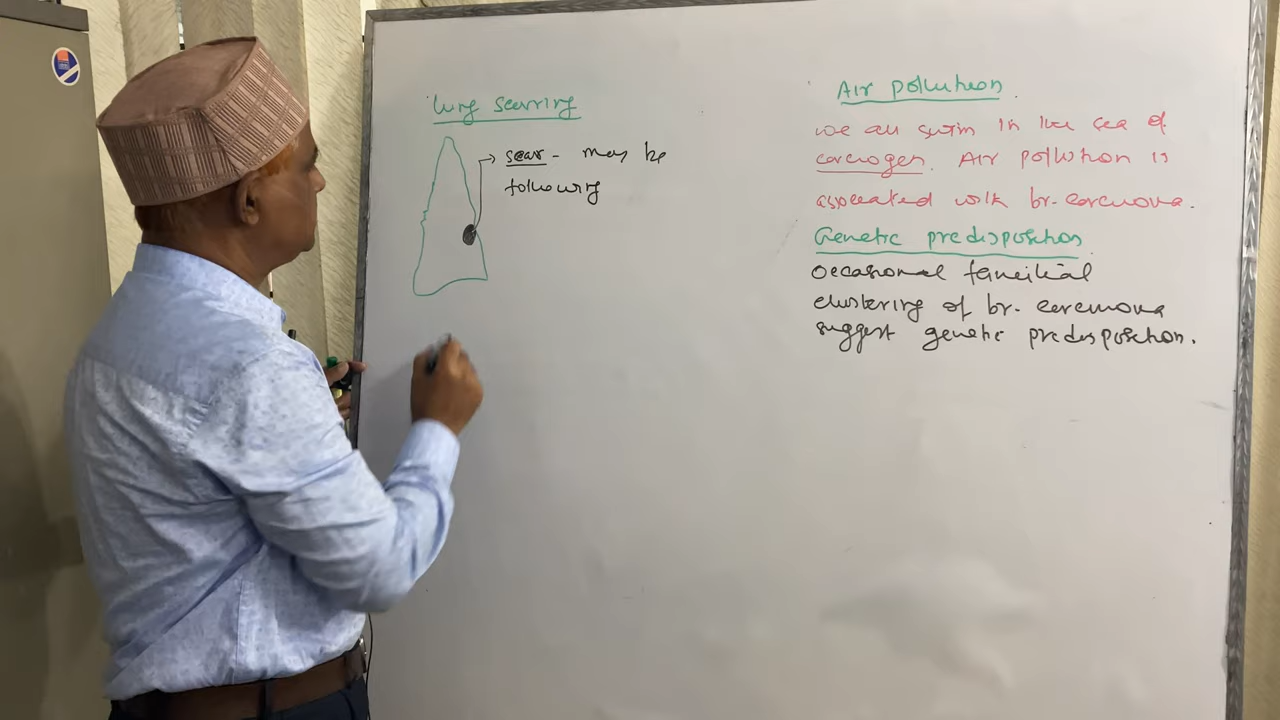 Lung scarring
scar - may be
following
Air pollution
we all swim in the sea of
carcinogen. Air pollution is
associated with br. carcinoma.
Genetic predisposition
Occasional familial
clustering of br. carcinoma
suggest genetic predisposition.